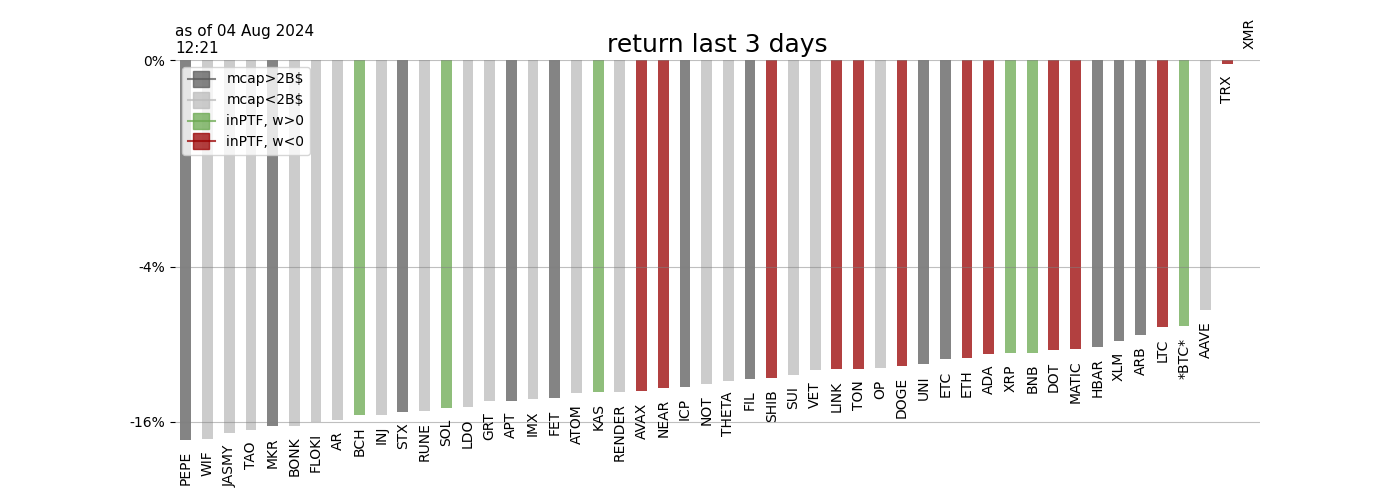 as of 04 Aug 2024
12:21
return last 3 days
XMR
0%
mcap>2B$
mcap<2B$
inPTF, w>0
inPTF, w<0
-4%
-16%
PEPE
WIF
JASMY
TAO
MKR
BONK
FLOKI
AR
BCH
INJ
STX
RUNE
SOL
LDO
GRT
APT
IMX
FET
ATOM
KAS
RENDER
AVAX
NEAR
ICP
NOT
THETA
FIL
SHIB
SUI
VET
LINK
TON
OP
DOGE
UNI
ETC
ETH
ADA
XRP
BNB
DOT
MATIC
HBAR
XLM
ARB
LTC
*BTC*
AAVE
TRX